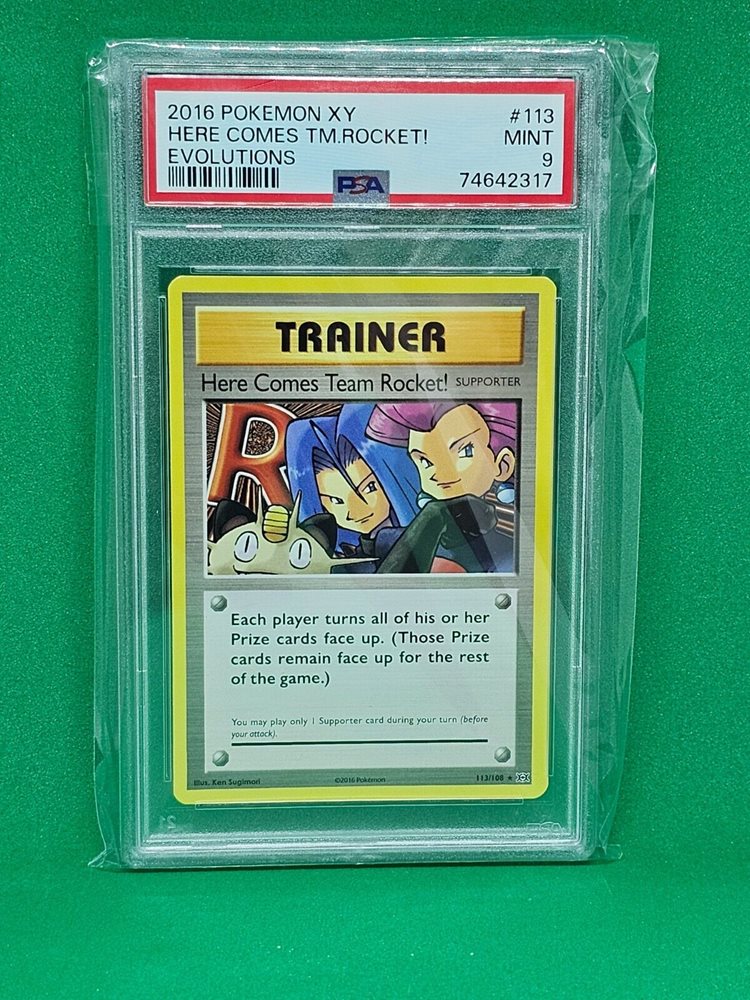 2016 POKEMON XY #113
HERE COMES TM.ROCKET! MINT
EVOLUTIONS 9
PSA 74642317
TRAINER
Here Comes Team Rocket! SUPPORTER
R
Each player turns all of his or her
Prize cards face up. (Those Prize
cards remain face up for the rest
of the game.)
You may play only 1 Supporter card during your turn (before
your attack).
Illus. Ken Sugimori ©2016 Pokémon 113/108 ★